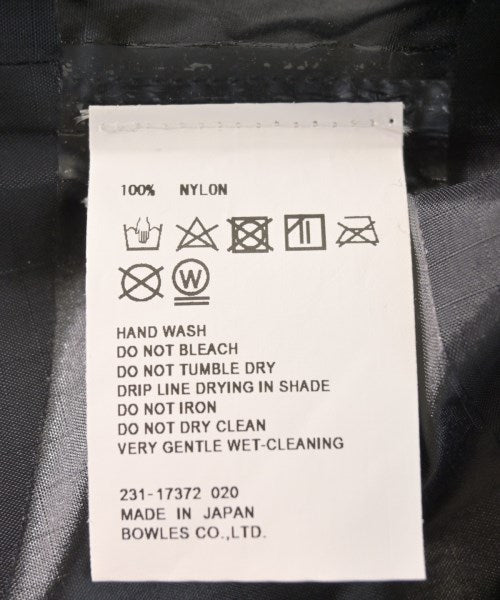 100% NYLON
W
HAND WASH
DO NOT BLEACH
DO NOT TUMBLE DRY
DRIP LINE DRYING IN SHADE
DO NOT IRON
DO NOT DRY CLEAN
VERY GENTLE WET-CLEANING
231-17372 020
MADE IN JAPAN
BOWLES CO.,LTD.